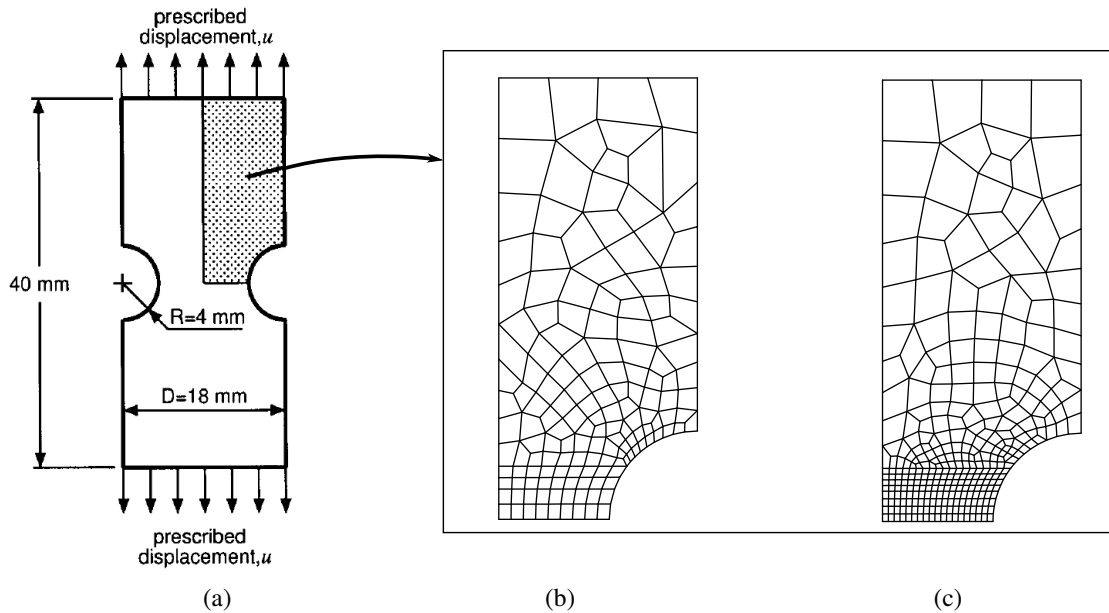 prescribed
displacement,u
40 mm
R=4 mm
D=18 mm
prescribed
displacement,u
(a)
(b)
(c)